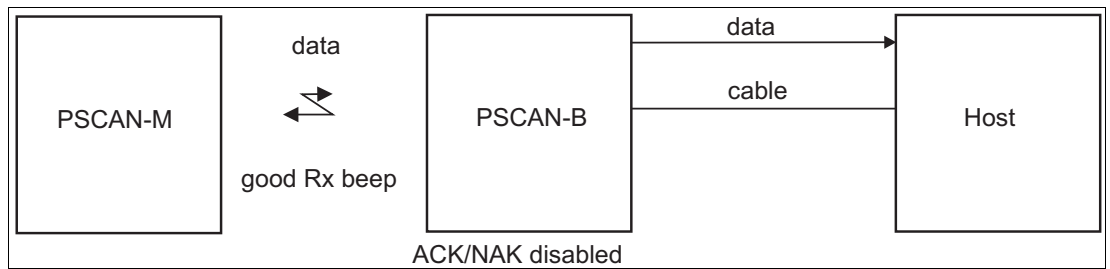 data
data
PSCAN-M
PSCAN-B
cable
Host
good Rx beep
ACK/NAK disabled